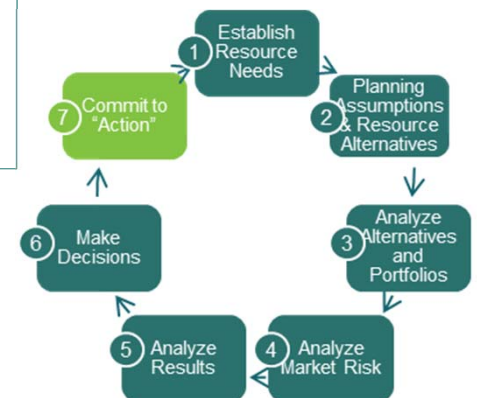 1
Establish
Resource
Needs
2
Planning
Assumptions
& Resource
Alternatives
3
Analyze
Alternatives
and
Portfolios
4
Analyze
Market Risk
5
Analyze
Results
6
Make
Decisions
7
Commit to
“Action”